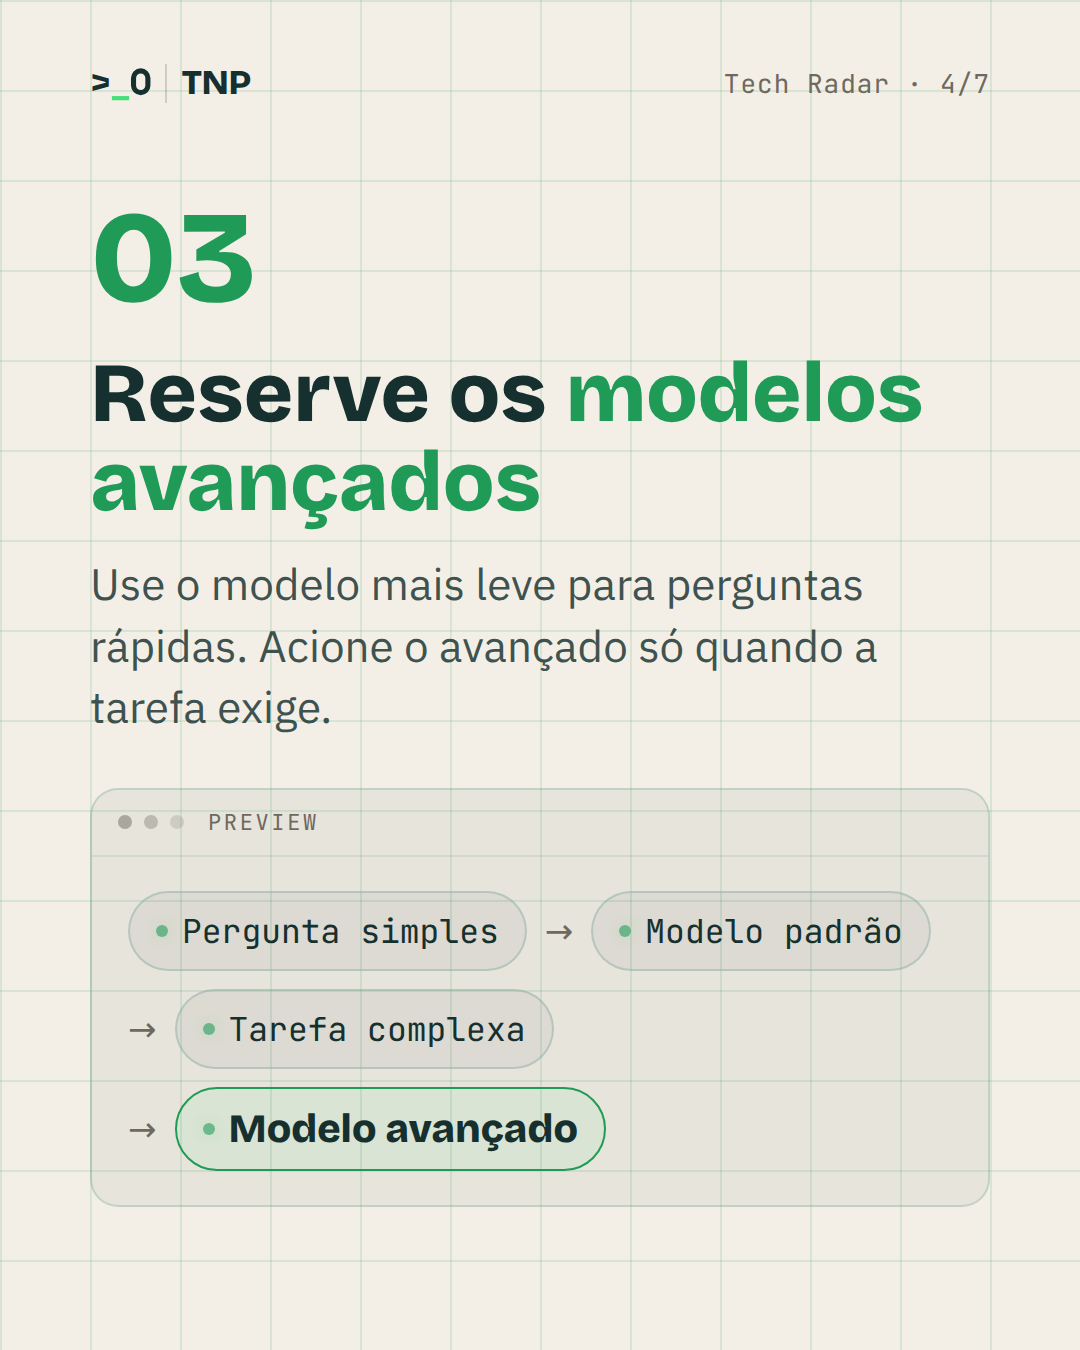 >_0 | TNP
Tech Radar · 4/7
03
Reserve os modelos
avançados
Use o modelo mais leve para perguntas
rápidas. Acione o avançado só quando a
tarefa exige.
PREVIEW
Pergunta simples → Modelo padrão
→ Tarefa complexa
→ Modelo avançado